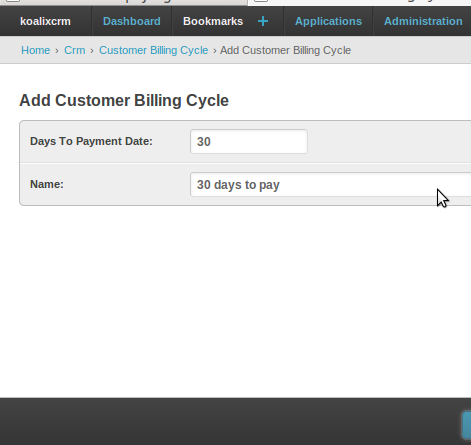 koalixcrm Dashboard Bookmarks + Applications Administration
Home › Crm › Customer Billing Cycle › Add Customer Billing Cycle
Add Customer Billing Cycle
Days To Payment Date: 30
Name: 30 days to pay